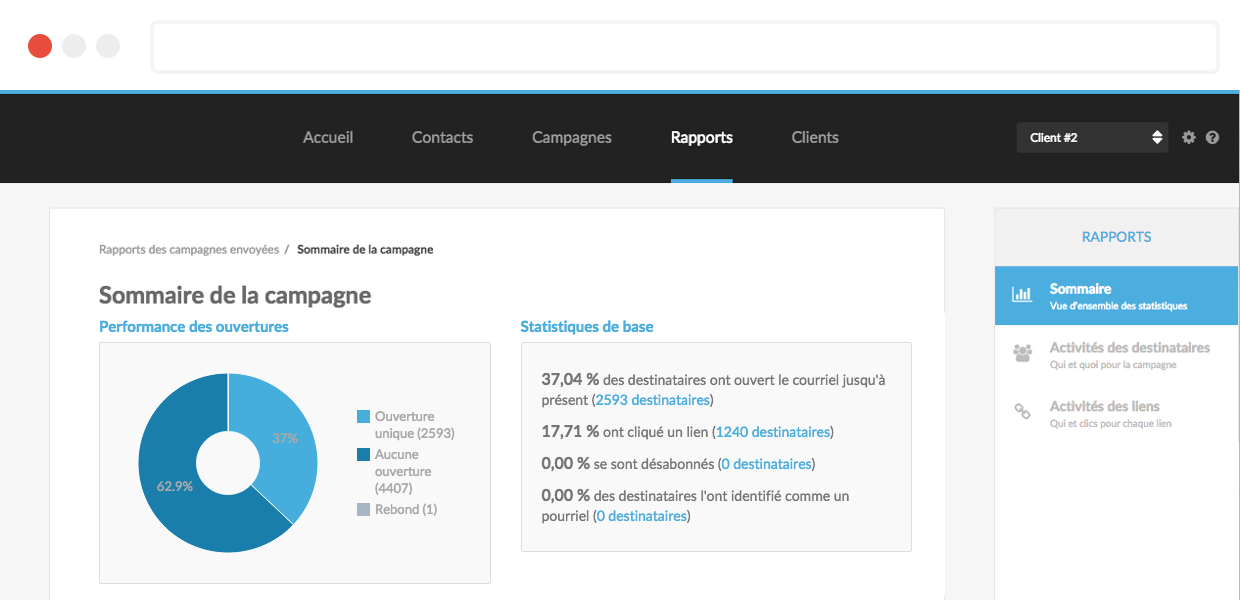 Accueil
Contacts
Campagnes
Rapports
Clients
Client #2
Rapports des campagnes envoyées / Sommaire de la campagne
Sommaire de la campagne
Performance des ouvertures
37%
62.9%
Ouverture
unique (2593)
Aucune
ouverture
(4407)
Rebond (1)
Statistiques de base
37,04 % des destinataires ont ouvert le courriel jusqu'à
présent (2593 destinataires)
17,71 % ont cliqué un lien (1240 destinataires)
0,00 % se sont désabonnés (0 destinataires)
0,00 % des destinataires l'ont identifié comme un
pourriel (0 destinataires)
RAPPORTS
Sommaire
Vue d'ensemble des statistiques
Activités des destinataires
Qui et quoi pour la campagne
Activités des liens
Qui et clics pour chaque lien